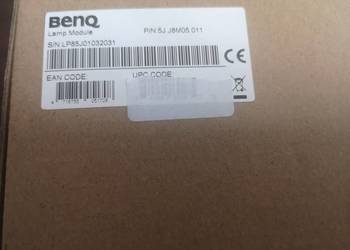 BenQ
Lamp Module P/N:5J.J8M05.011
S/N:LP85J01032031
CE
EAN CODE UPC CODE